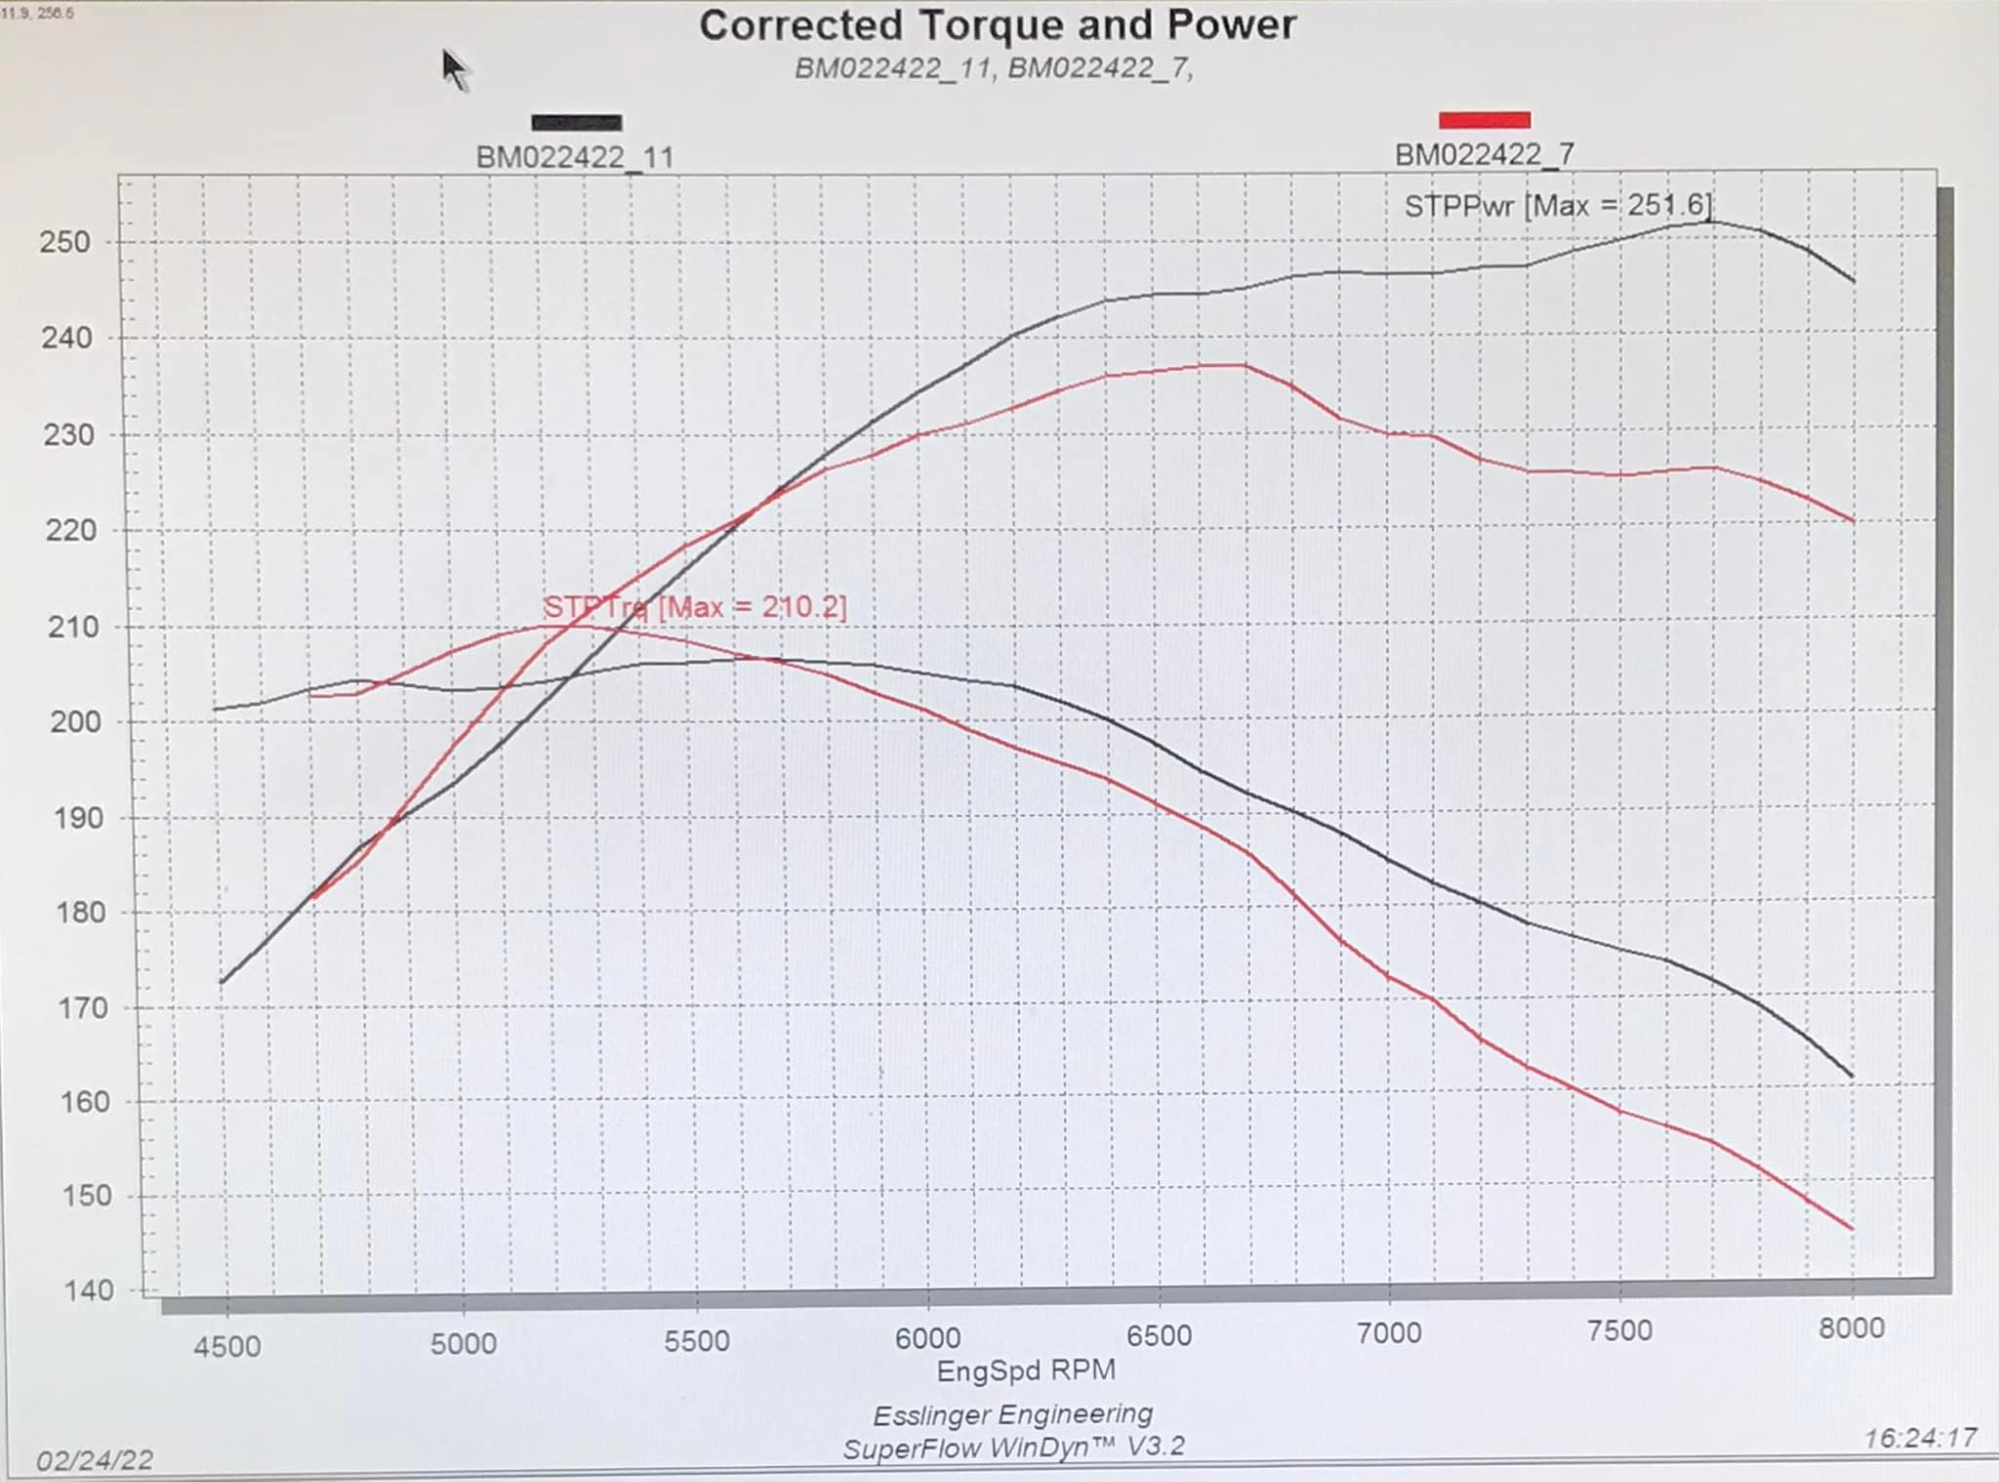 11.9, 256.5
Corrected Torque and Power
BM022422_11, BM022422_7,
BM022422_11
BM022422_7
STPPwr [Max = 251.6]
250
240
230
220
STPTrq [Max = 210.2]
210
200
190
180
170
160
150
140
4500 5000 5500 6000 6500 7000 7500 8000
EngSpd RPM
Esslinger Engineering
SuperFlow WinDyn™ V3.2
02/24/22
16:24:17